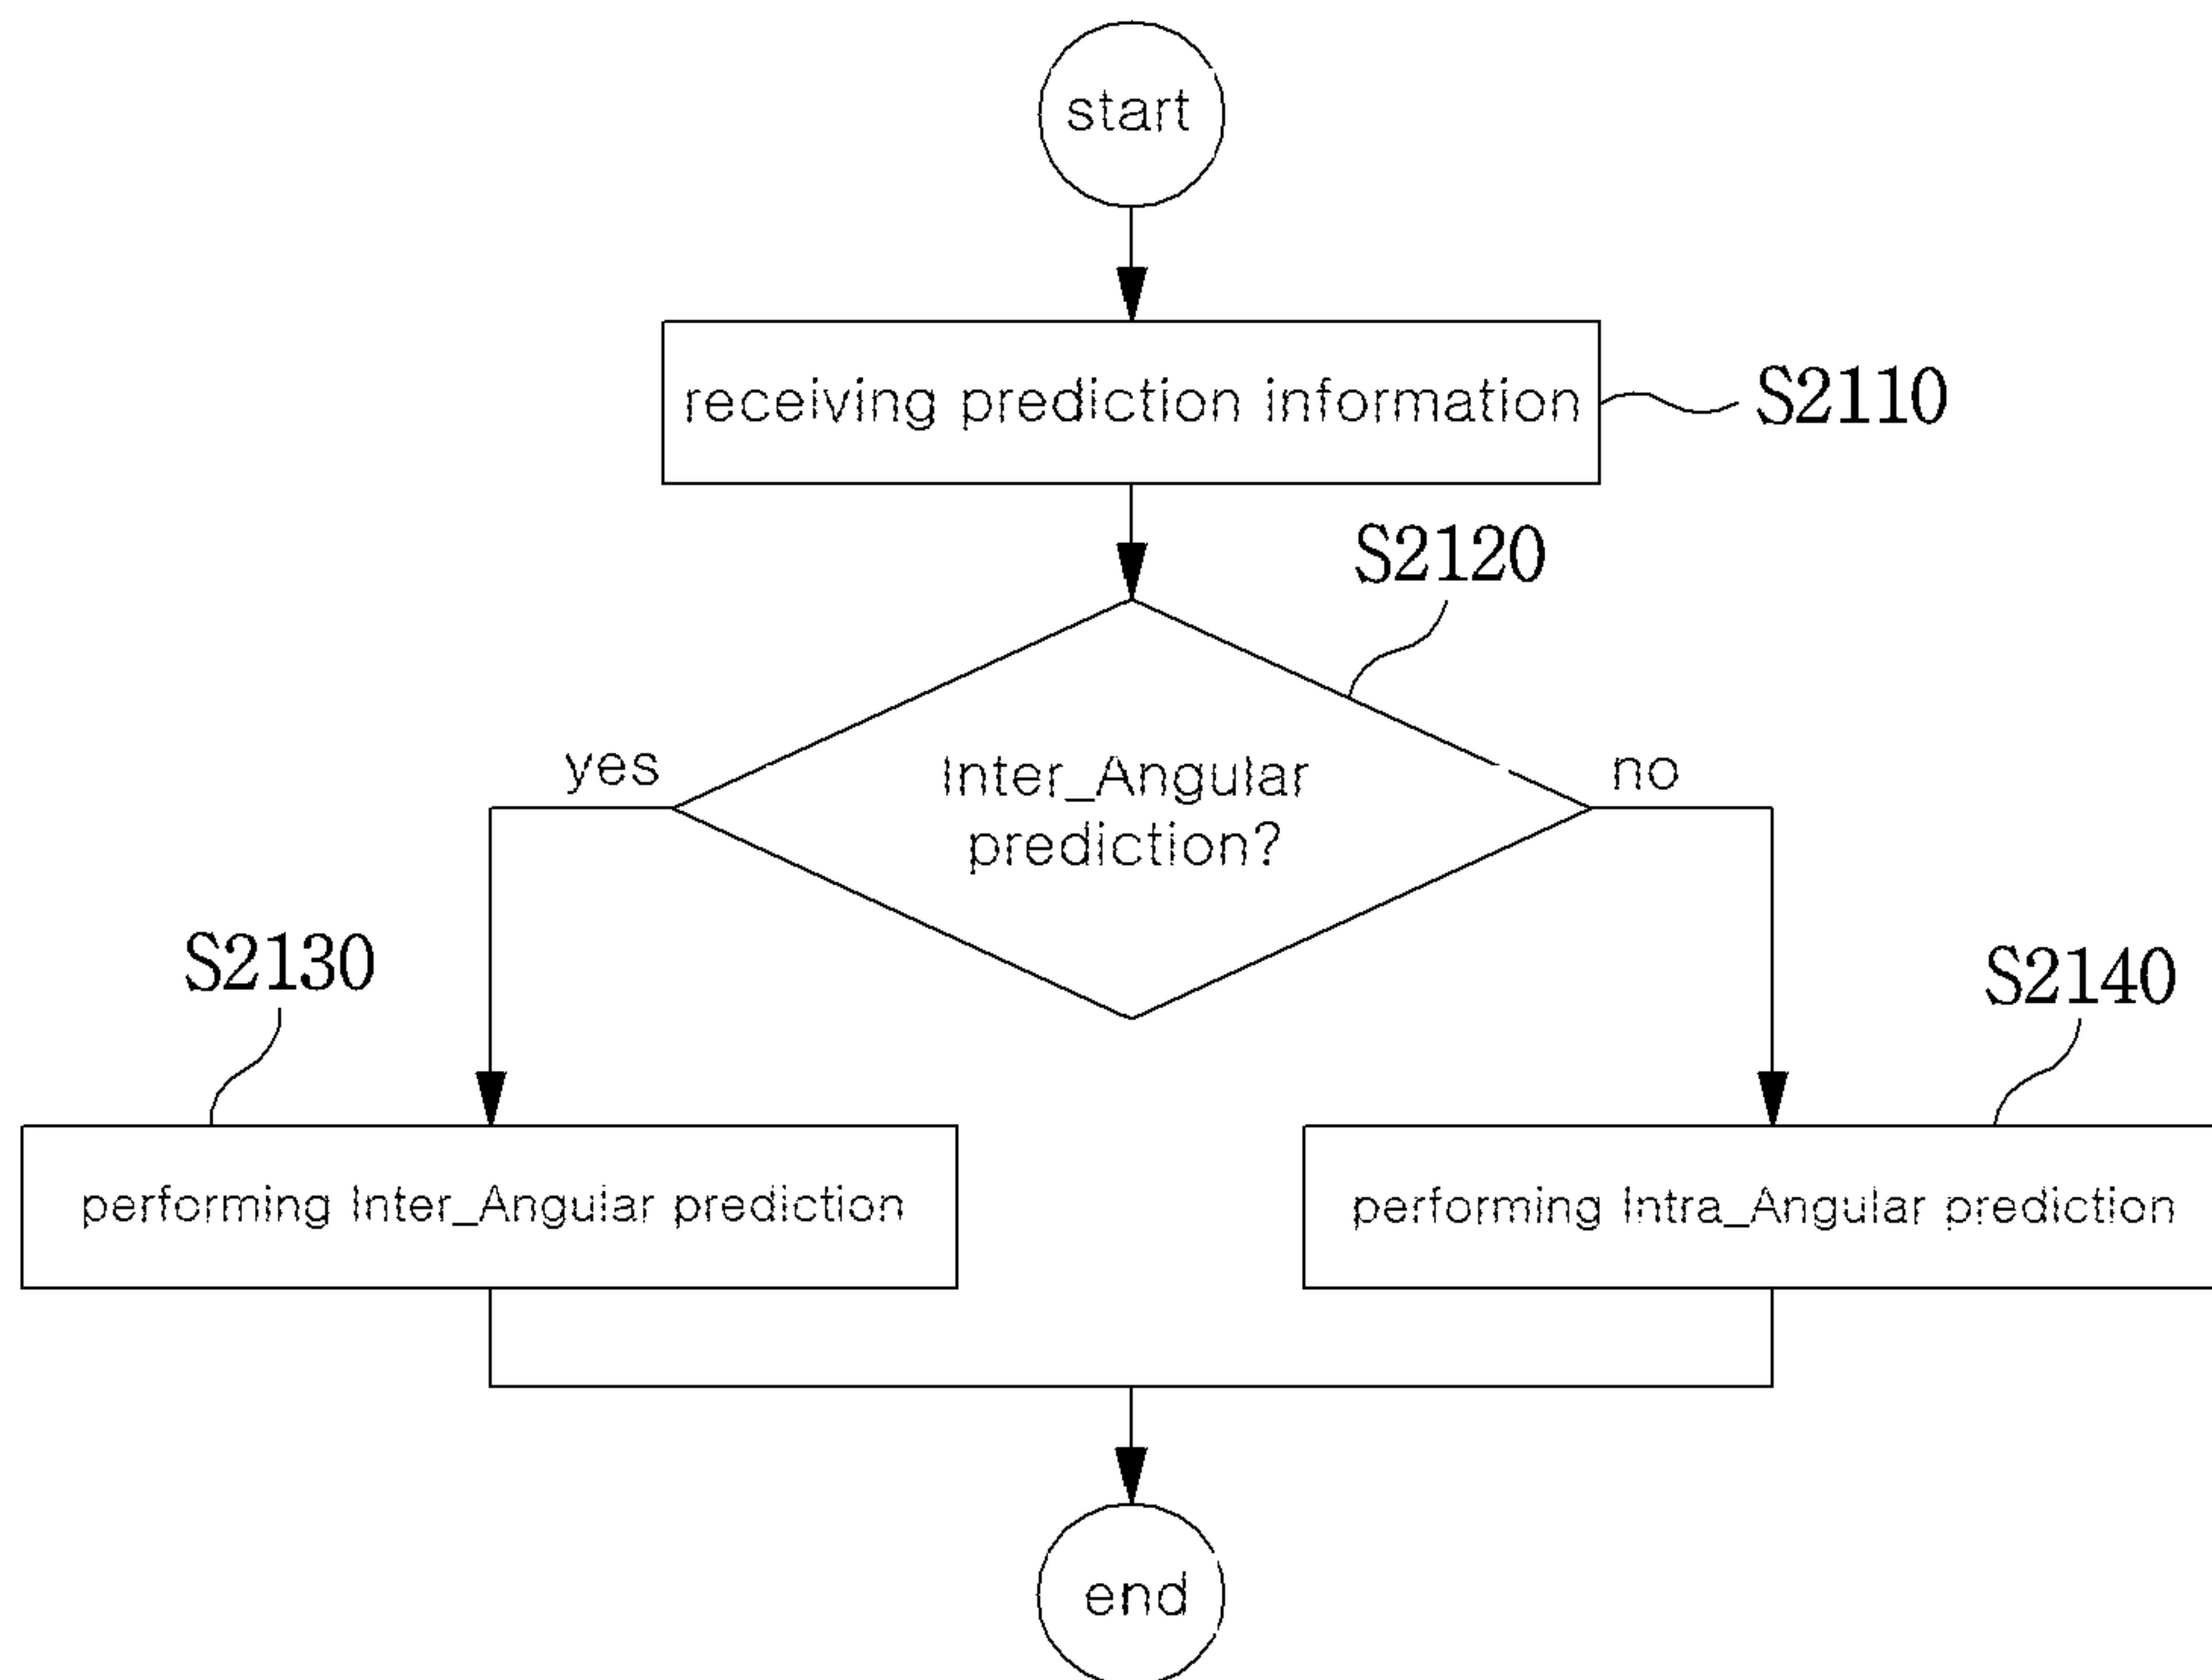 start
receiving prediction information
S2110
S2120
Inter_Angular
prediction?
yes
no
S2130
S2140
performing Inter_Angular prediction
performing Intra_Angular prediction
end